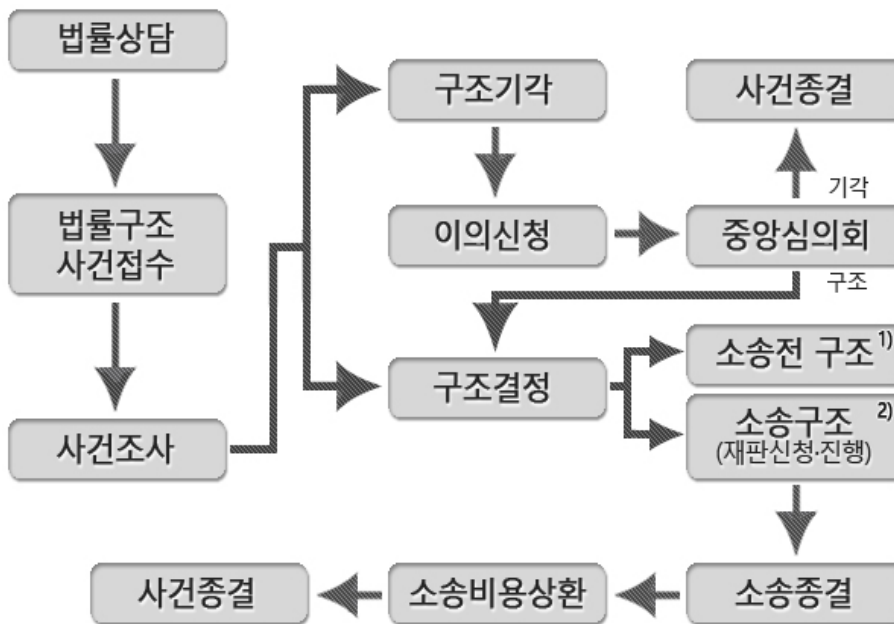 법률상담
법률구조
사건접수
사건조사
구조기각
이의신청
구조결정
사건종결
기각
중앙심의회
구조
소송전 구조1)
소송구조2)
(재판신청·진행)
소송종결
소송비용상환
사건종결